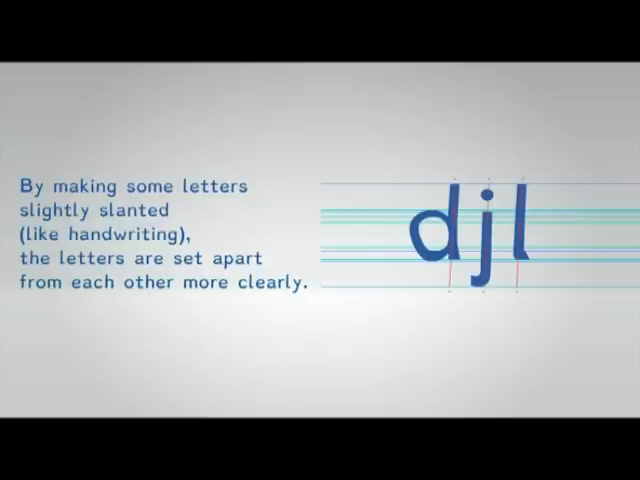 By making some letters
slightly slanted
(like handwriting),
the letters are set apart
from each other more clearly.
djl